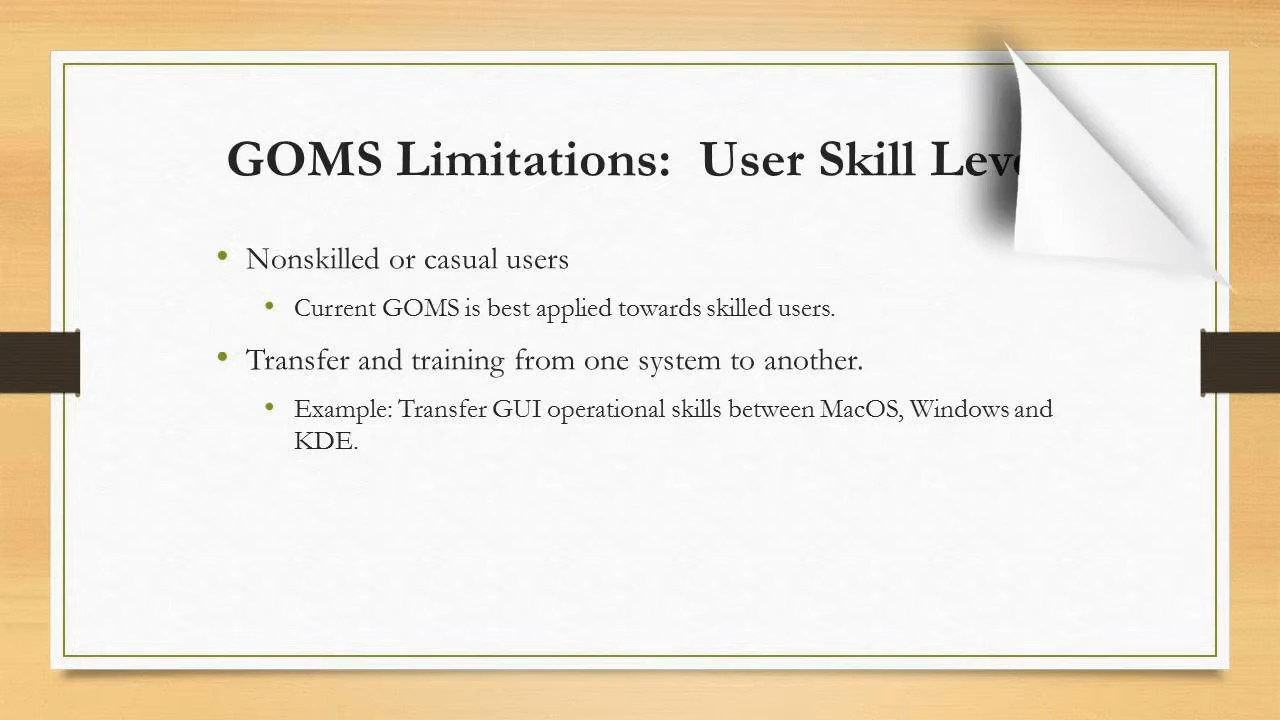 GOMS Limitations: User Skill
Nonskilled or casual users
Current GOMS is best applied towards skilled users.
Transfer and training from one system to another.
Example: Transfer GUI operational skills between MacOS, Windows and
KDE.